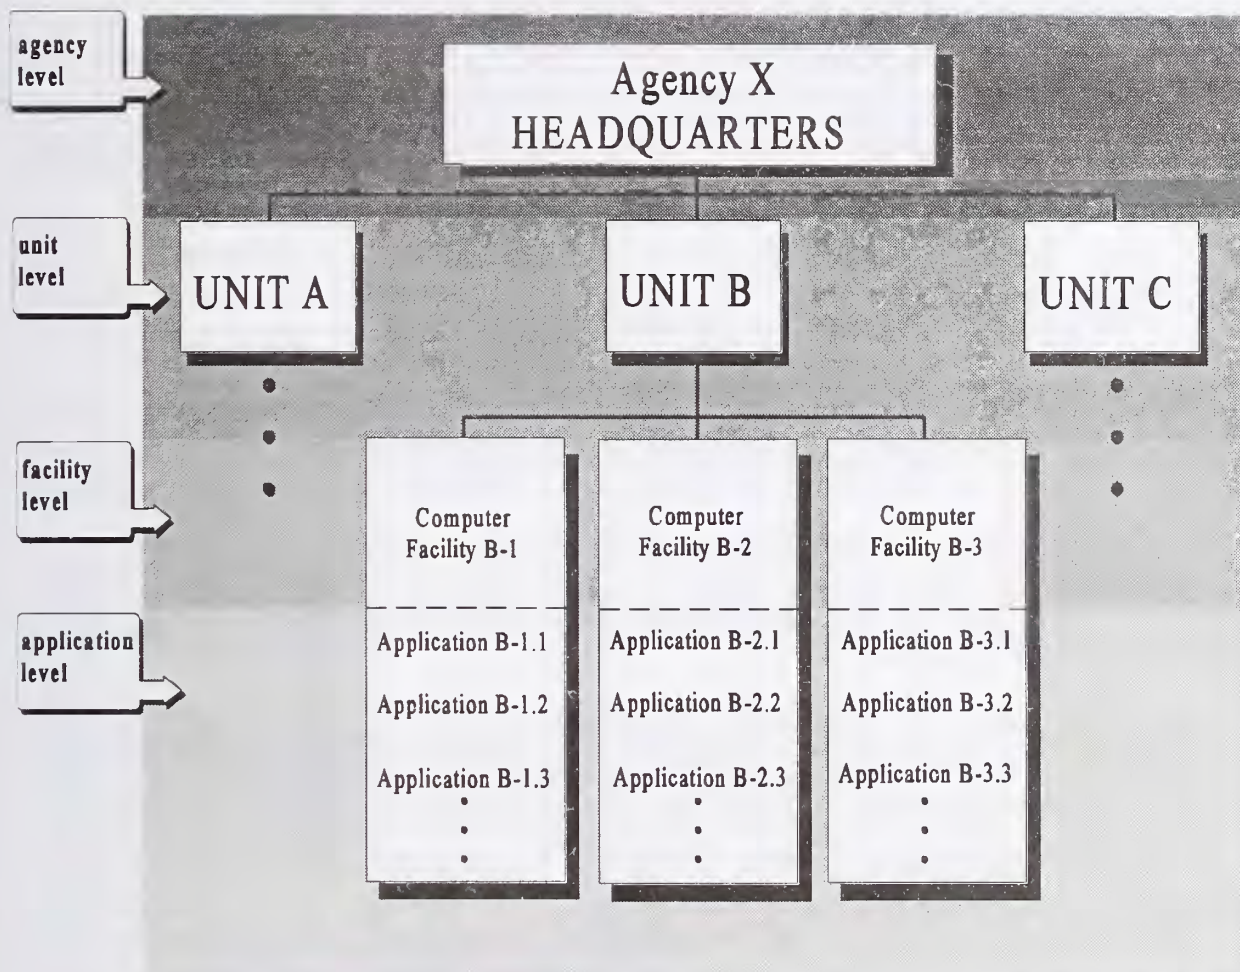 agency
level
Agency X
HEADQUARTERS
unit
level
UNIT A
UNIT B
UNIT C
facility
level
Computer
Facility B-1
Computer
Facility B-2
Computer
Facility B-3
application
level
Application B-1.1
Application B-2.1
Application B-3.1
Application B-1.2
Application B-2.2
Application B-3.2
Application B-1.3
Application B-2.3
Application B-3.3